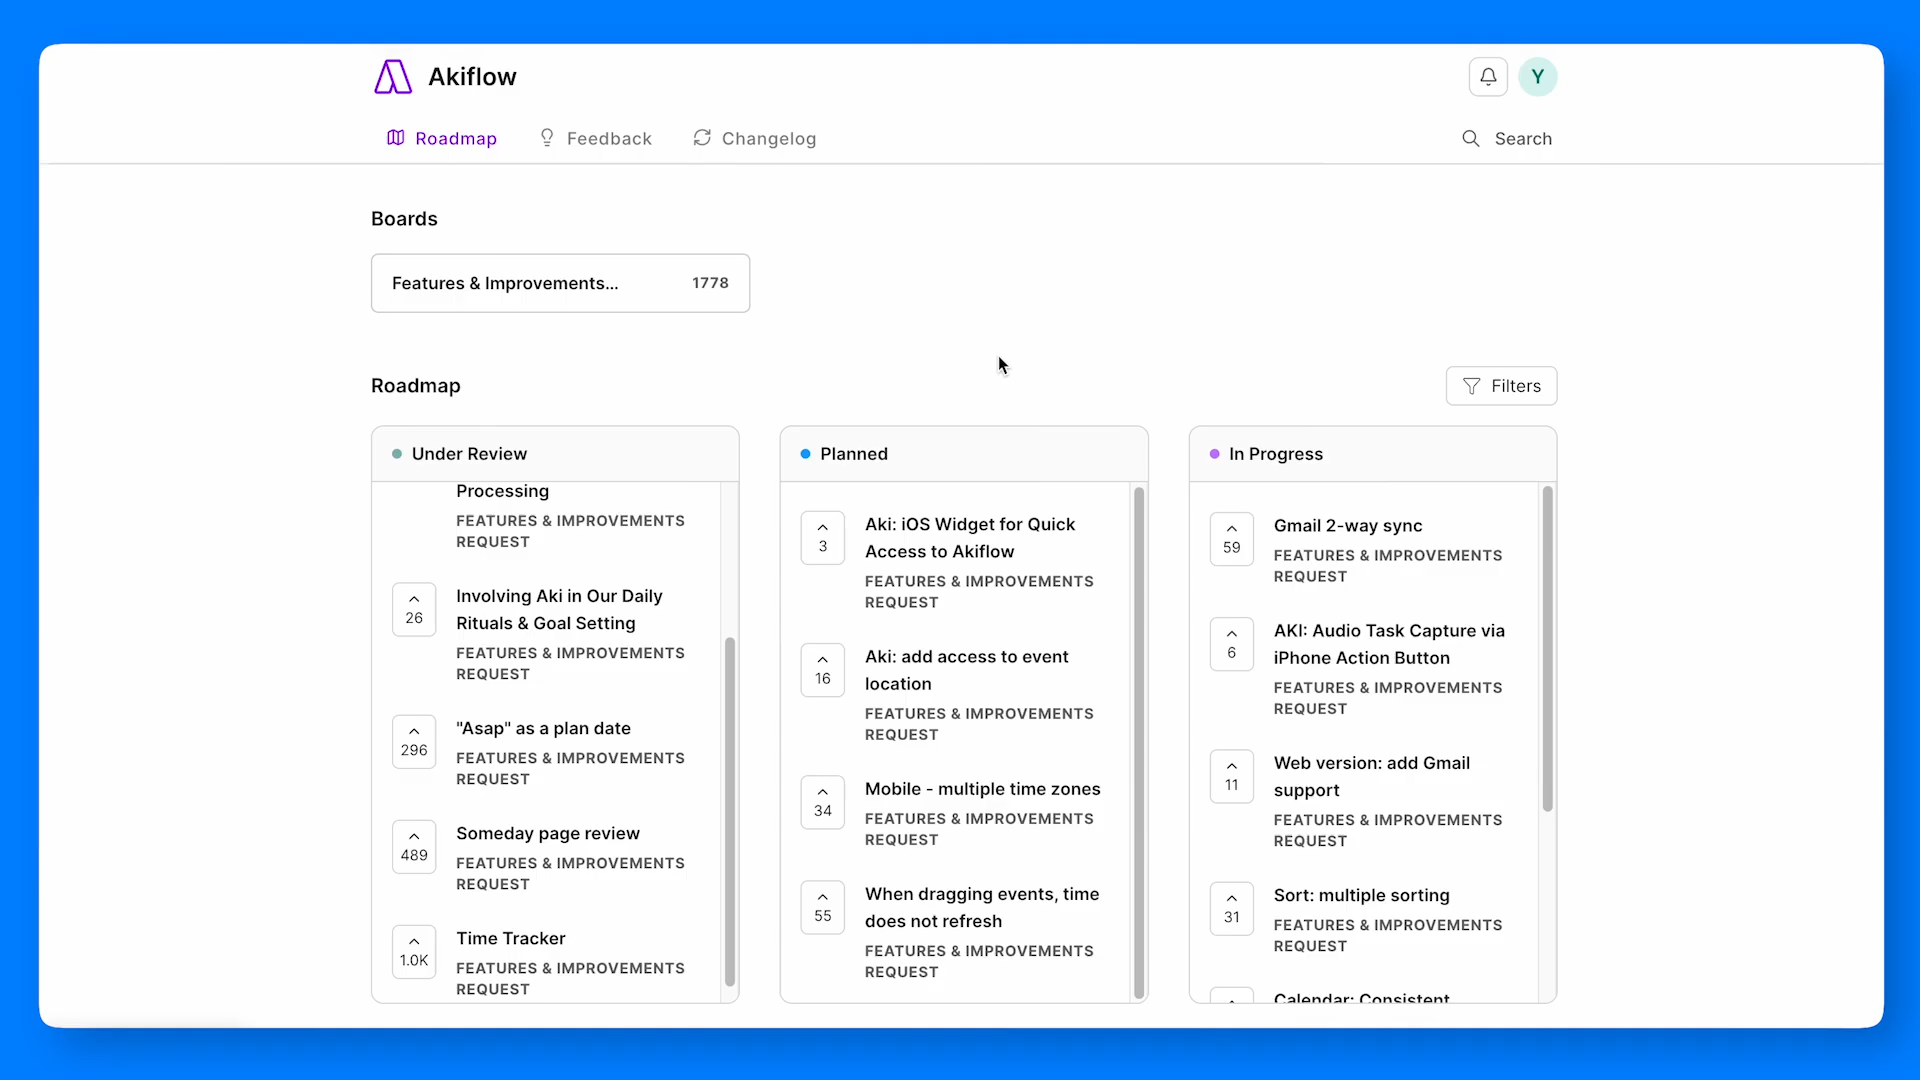 Akiflow
Y
Roadmap
Feedback
Changelog
Search
Boards
Features & Improvements...
1778
Roadmap
Filters
Under Review
Processing
FEATURES & IMPROVEMENTS
REQUEST
26
Involving Aki in Our Daily
Rituals & Goal Setting
FEATURES & IMPROVEMENTS
REQUEST
296
"Asap" as a plan date
FEATURES & IMPROVEMENTS
REQUEST
489
Someday page review
FEATURES & IMPROVEMENTS
REQUEST
1.0K
Time Tracker
FEATURES & IMPROVEMENTS
REQUEST
Planned
3
Aki: iOS Widget for Quick
Access to Akiflow
FEATURES & IMPROVEMENTS
REQUEST
16
Aki: add access to event
location
FEATURES & IMPROVEMENTS
REQUEST
34
Mobile - multiple time zones
FEATURES & IMPROVEMENTS
REQUEST
55
When dragging events, time
does not refresh
FEATURES & IMPROVEMENTS
REQUEST
In Progress
59
Gmail 2-way sync
FEATURES & IMPROVEMENTS
REQUEST
6
AKI: Audio Task Capture via
iPhone Action Button
FEATURES & IMPROVEMENTS
REQUEST
11
Web version: add Gmail
support
FEATURES & IMPROVEMENTS
REQUEST
31
Sort: multiple sorting
FEATURES & IMPROVEMENTS
REQUEST
Calendar: Consistent